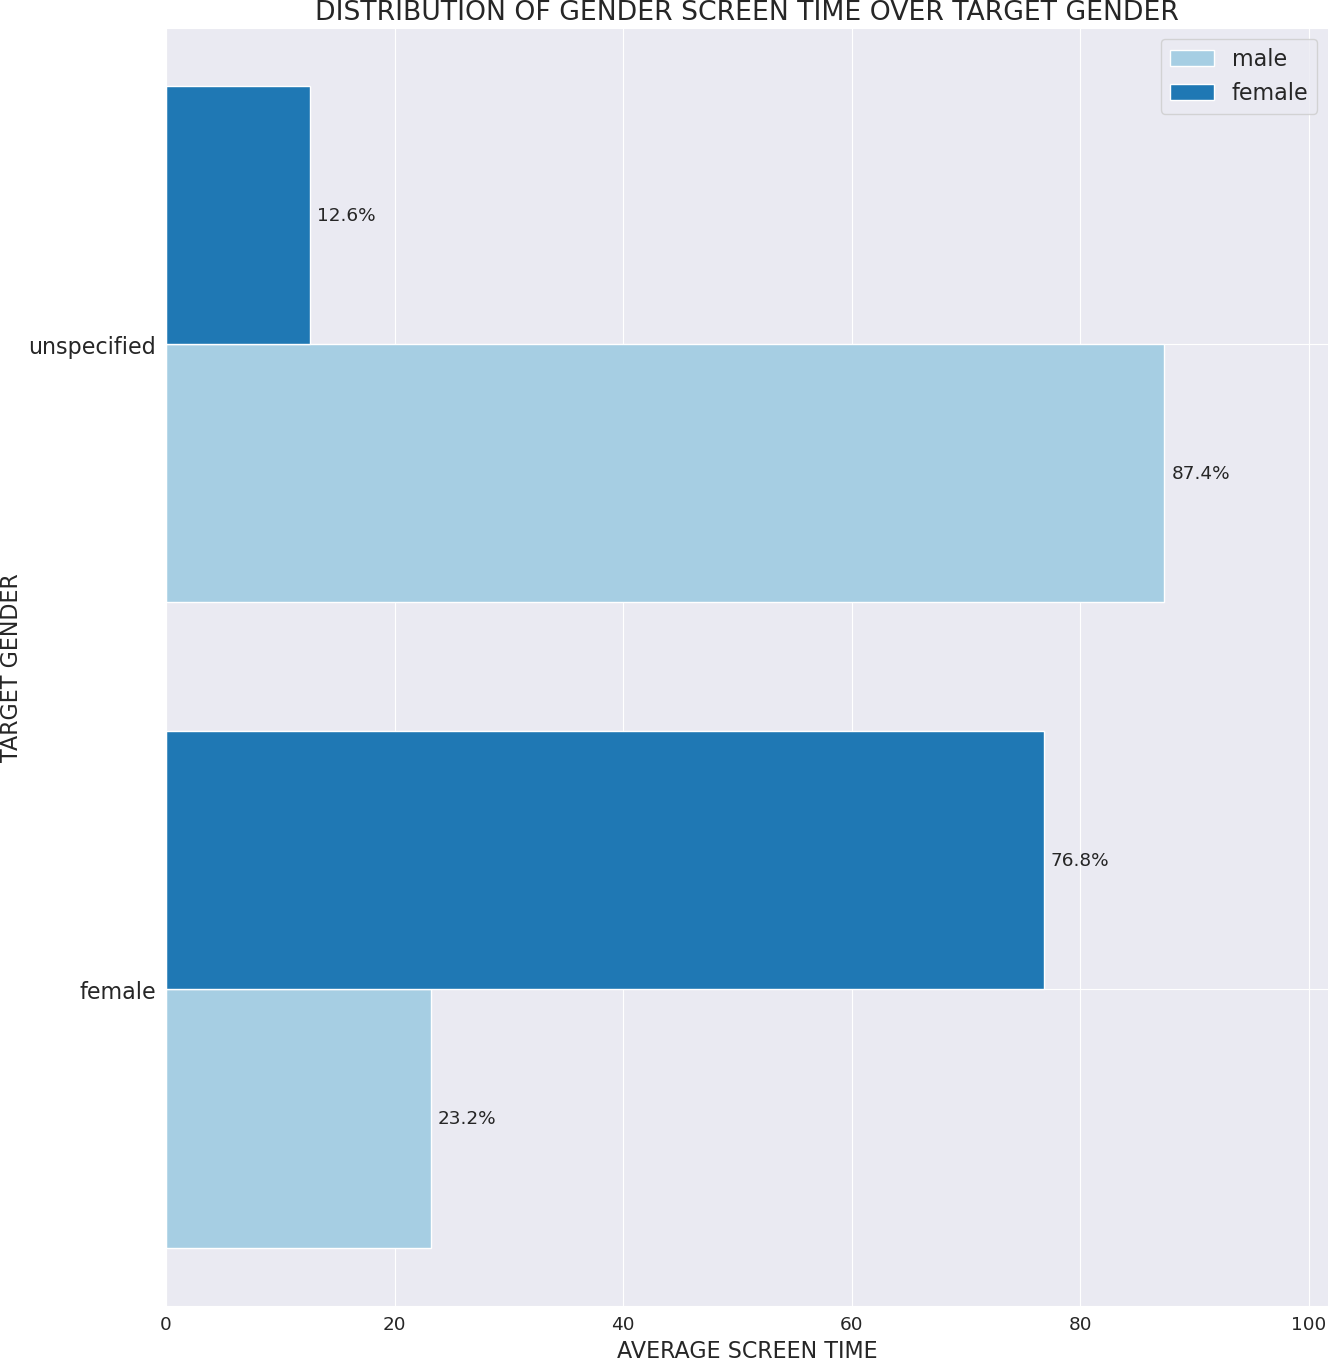 DISTRIBUTION OF GENDER SCREEN TIME OVER TARGET GENDER
male
female
12.6%
unspecified
87.4%
TARGET GENDER
76.8%
female
23.2%
0 20 40 60 80 100
AVERAGE SCREEN TIME